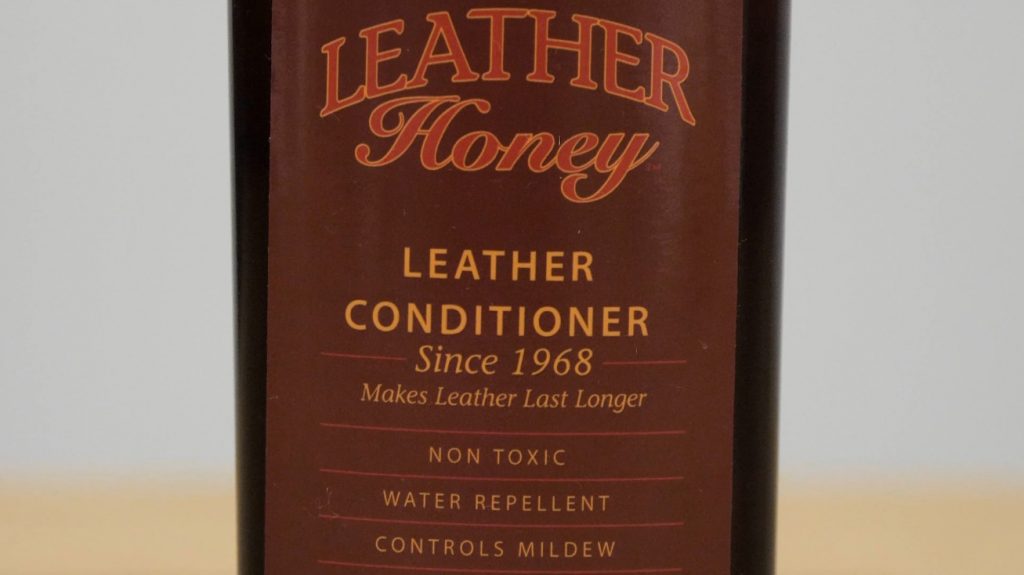 LEATHER
Honey
LEATHER
CONDITIONER
Since 1968
Makes Leather Last Longer
NON TOXIC
WATER REPELLENT
CONTROLS MILDEW